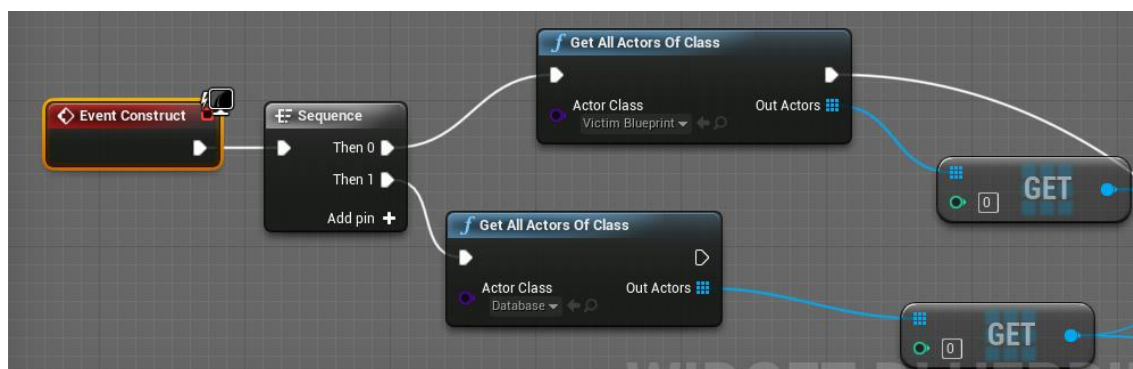 Get All Actors Of Class
Event Construct
Sequence
Actor Class
Out Actors
Victim Blueprint
Then 0
Then 1
GET
0
Add pin
Get All Actors Of Class
Actor Class
Out Actors
Database
GET
0